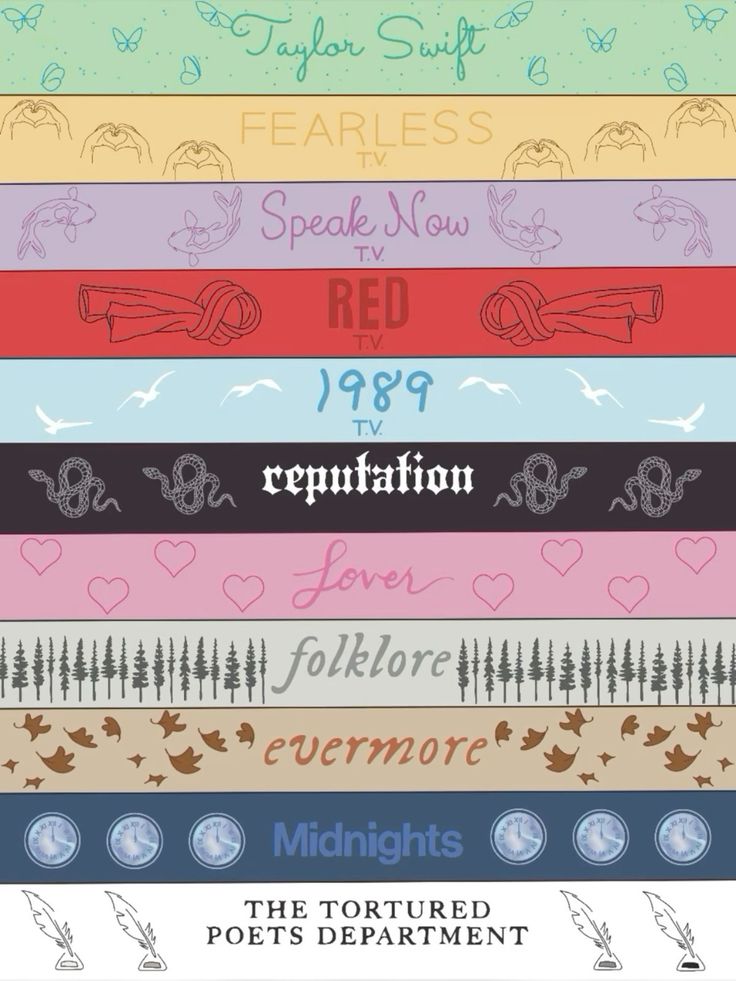 Taylor Swift
FEARLESS
T.V.
Speak Now
T.V.
RED
T.V.
1989
T.V.
reputation
Lover
folklore
evermore
Midnights
THE TORTURED
POETS DEPARTMENT